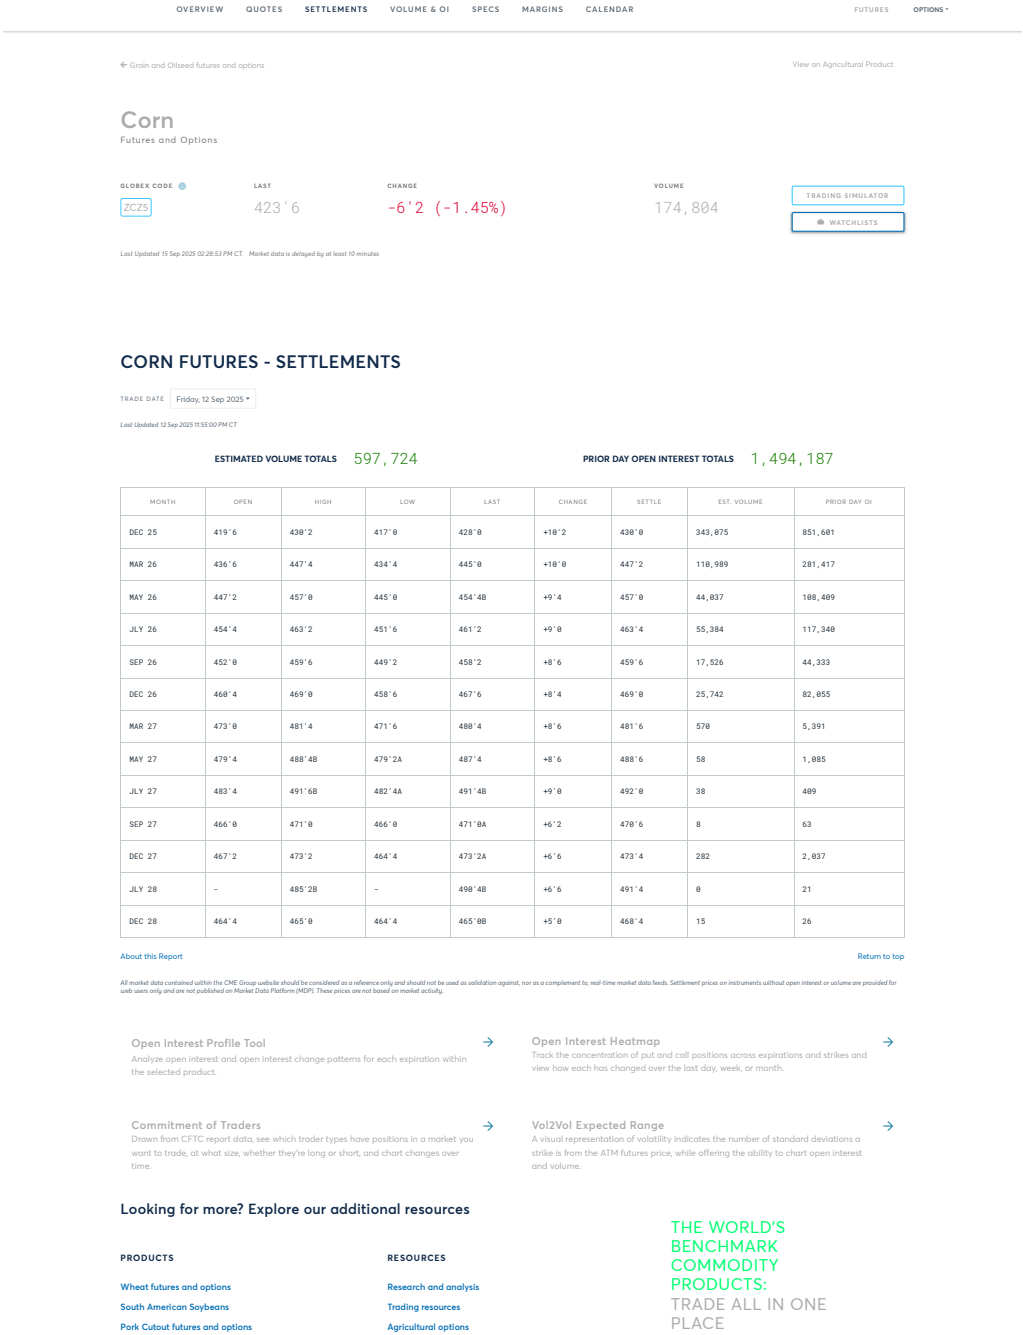 OVERVIEW QUOTES SETTLEMENTS VOLUME & OI SPECS MARGINS CALENDAR FUTURES OPTIONS
Grain and Oilseed futures and options View an Agricultural Product
Corn
Futures and Options
GLOBEX CODE LAST CHANGE VOLUME
ZCZ5 423'6 -6'2 (-1.45%) 174,804
TRADING SIMULATOR
WATCHLISTS
Last Updated 15 Sep 2025 02:28:53 PM CT. Market data is delayed by at least 10 minutes
CORN FUTURES - SETTLEMENTS
TRADE DATE Friday, 12 Sep 2025
Last Updated 12 Sep 2025 11:55:00 PM CT
ESTIMATED VOLUME TOTALS 597,724 PRIOR DAY OPEN INTEREST TOTALS 1,494,187
MONTH OPEN HIGH LOW LAST CHANGE SETTLE EST. VOLUME PRIOR DAY OI
DEC 25 419'6 430'2 417'0 428'0 +10'2 430'0 343,075 851,601
MAR 26 436'6 447'4 434'4 445'0 +10'0 447'2 110,989 281,417
MAY 26 447'2 457'0 445'0 454'4B +9'4 457'0 44,037 108,409
JLY 26 454'4 463'2 451'6 461'2 +9'0 463'4 55,384 117,340
SEP 26 452'0 459'6 449'2 458'2 +8'6 459'6 17,526 44,333
DEC 26 460'4 469'0 458'6 467'6 +8'4 469'0 25,742 82,055
MAR 27 473'0 481'4 471'6 480'4 +8'6 481'6 570 5,391
MAY 27 479'4 488'4B 479'2A 487'4 +8'6 488'6 58 1,085
JLY 27 483'4 491'6B 482'4A 491'4B +9'0 492'0 38 409
SEP 27 466'0 471'0 466'0 471'0A +6'2 470'6 8 63
DEC 27 467'2 473'2 464'4 473'2A +6'6 473'4 282 2,037
JLY 28 - 485'2B - 490'4B +6'6 491'4 0 21
DEC 28 464'4 465'0 464'4 465'0B +5'0 468'4 15 26
About this Report Return to top
All market data contained within the CME Group website should be considered as a reference only and should not be used as validation against, nor as a complement to, real-time market data feeds. Settlement prices on instruments without open interest or volume are provided for
web users only and are not published on Market Data Platform (MDP). These prices are not based on market activity.
Open Interest Profile Tool
Analyze open interest and open interest change patterns for each expiration within
the selected product.
Open Interest Heatmap
Track the concentration of put and call positions across expirations and strikes and
view how each has changed over the last day, week, or month.
Commitment of Traders
Drawn from CFTC report data, see which trader types have positions in a market you
want to trade, at what size, whether they're long or short, and chart changes over
time.
Vol2Vol Expected Range
A visual representation of volatility indicates the number of standard deviations a
strike is from the ATM futures price, while offering the ability to chart open interest
and volume.
Looking for more? Explore our additional resources
PRODUCTS
Wheat futures and options
South American Soybeans
Pork Cutout futures and options
RESOURCES
Research and analysis
Trading resources
Agricultural options
THE WORLD'S
BENCHMARK
COMMODITY
PRODUCTS:
TRADE ALL IN ONE
PLACE